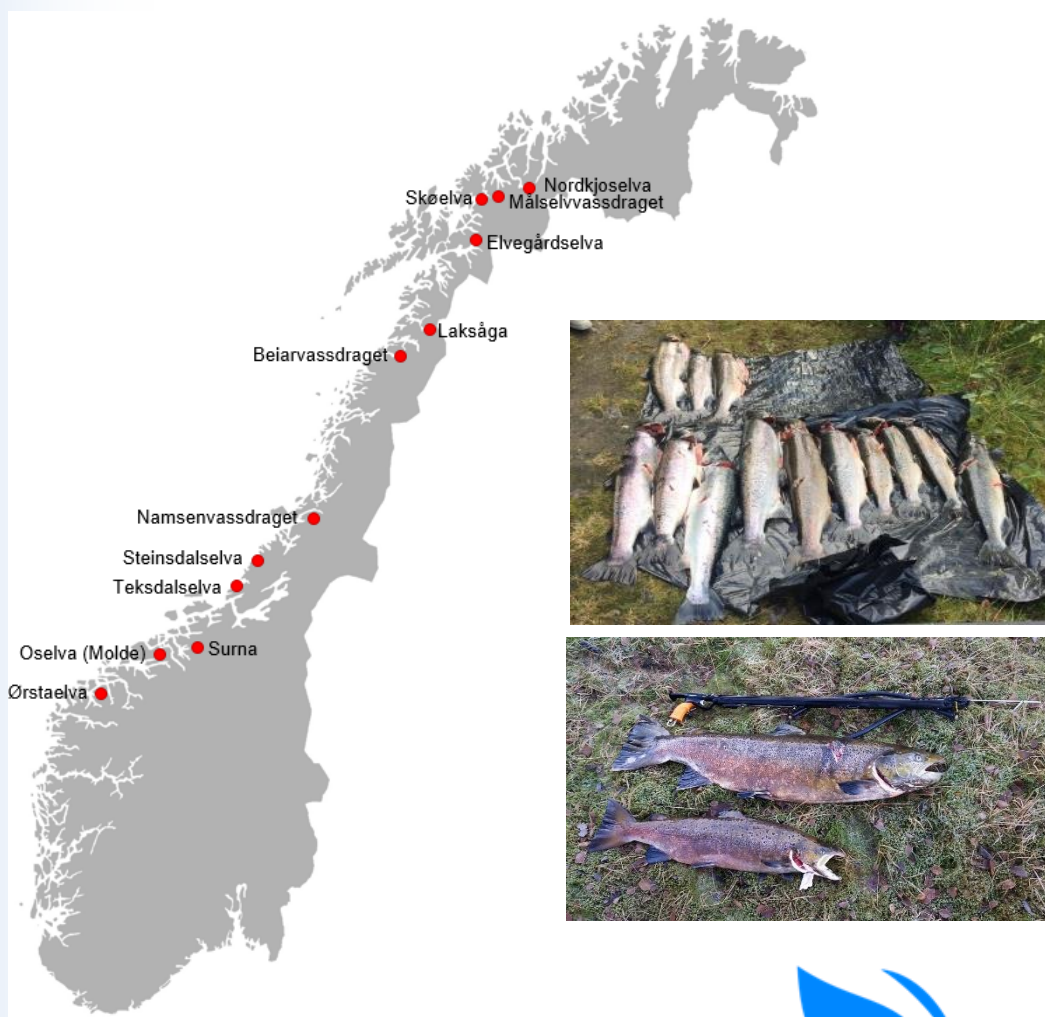 Nordkjoselva
Skøelva
Målselvvassdraget
Elvegårdselva
Laksåga
Beiarvassdraget
Namsenvassdraget
Steinsdalselva
Teksdalselva
Surna
Oselva (Molde)
Ørstaelva